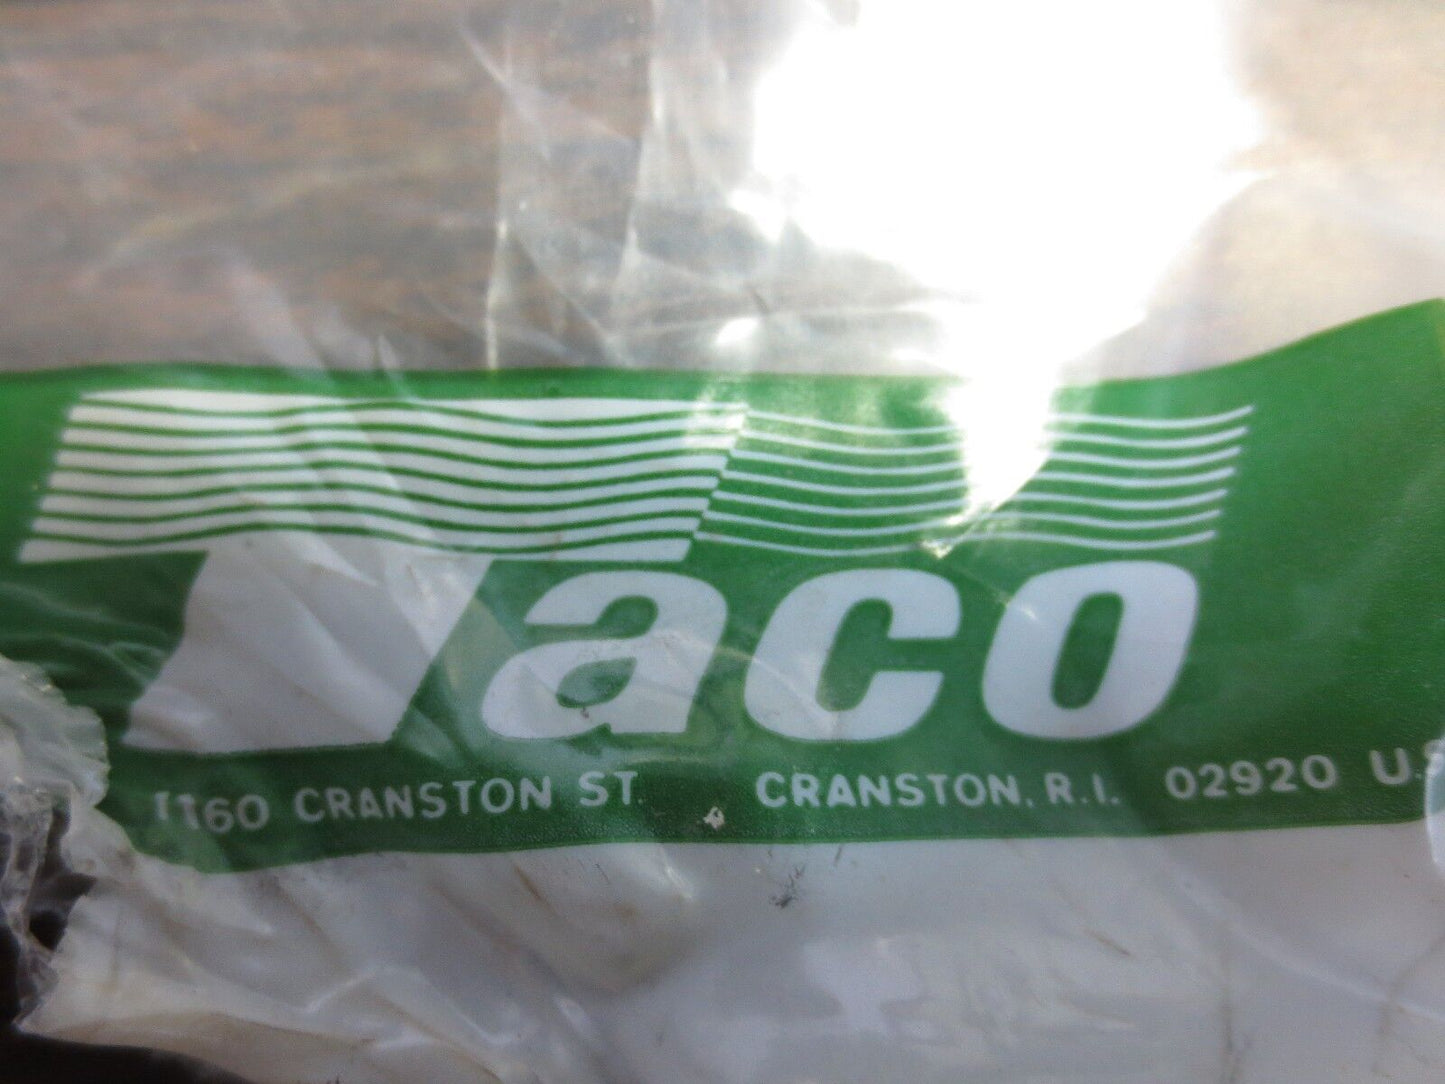 Taco
1160 CRANSTON ST. CRANSTON, R.I. 02920 U.S